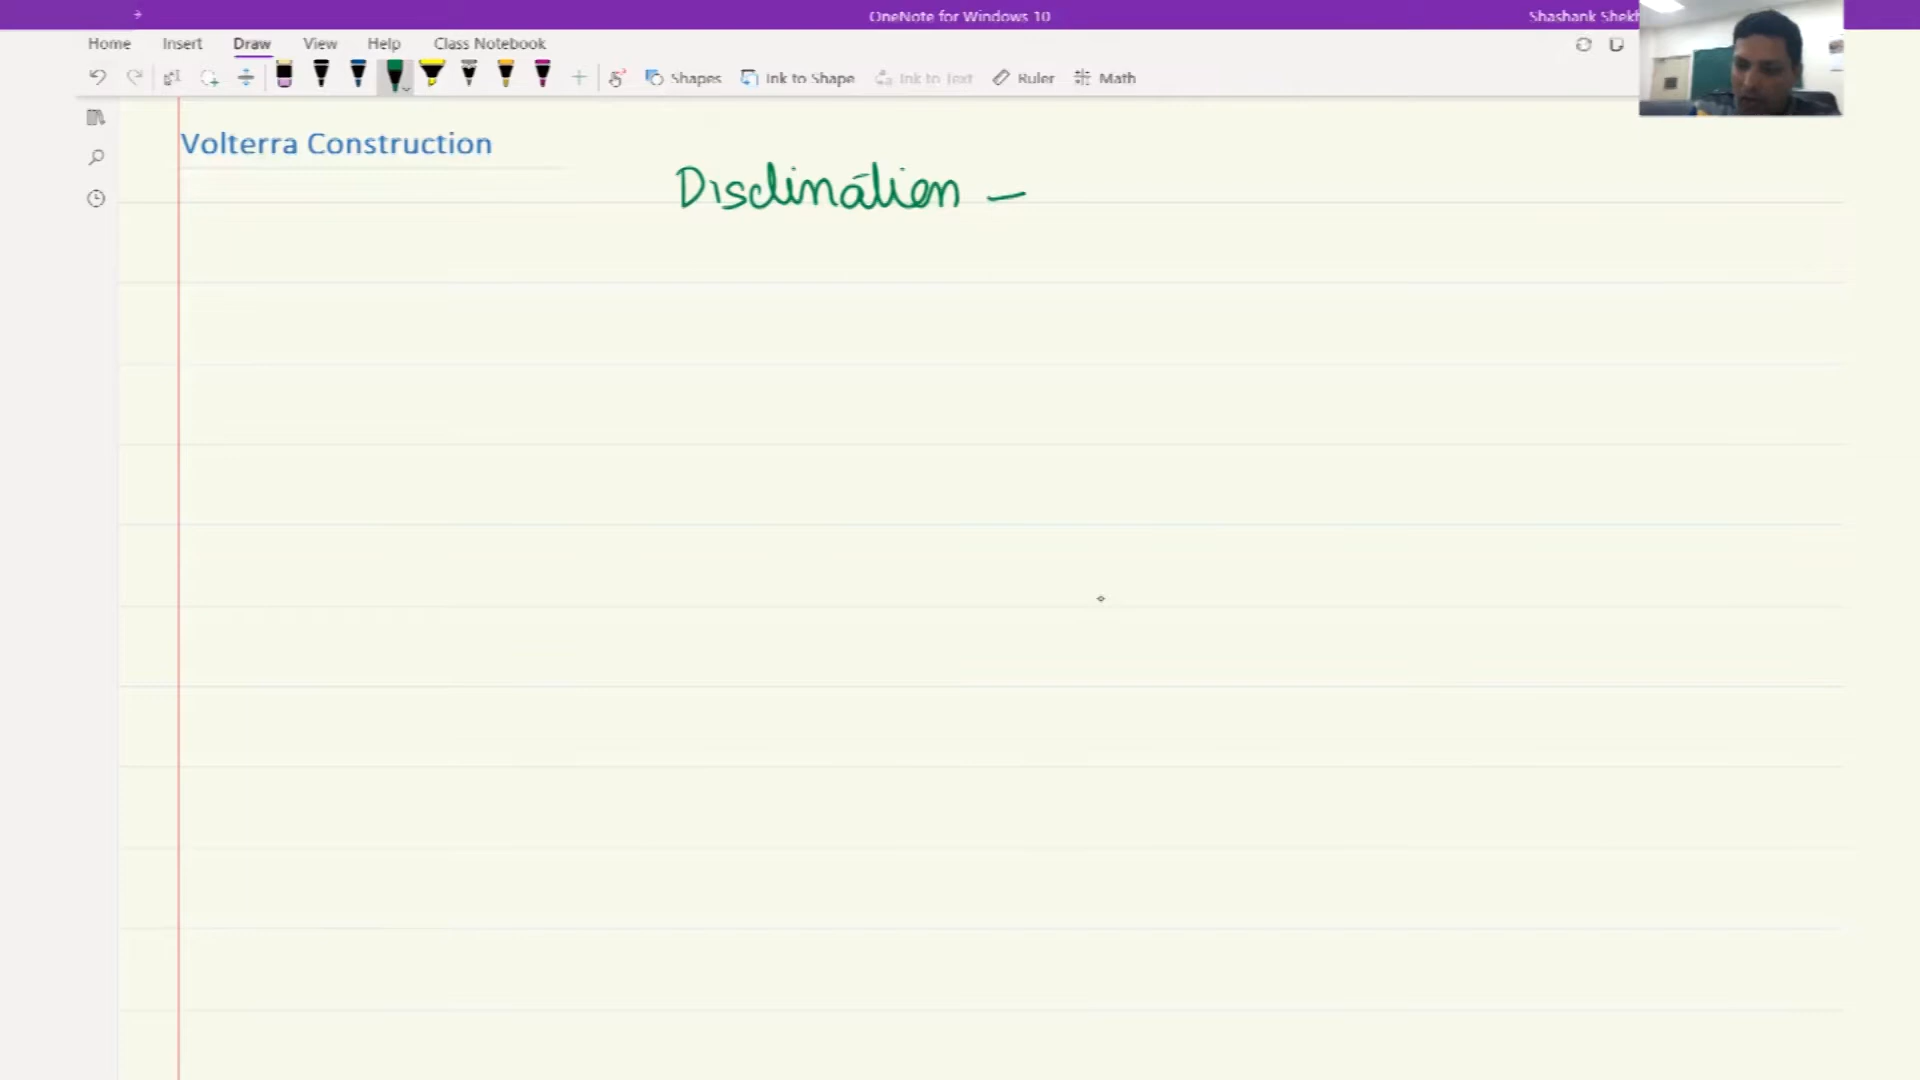 OneNote for Windows 10
Shashank Shekh
Home Insert Draw View Help Class Notebook
Shapes Ink to Shape Ink to Text Ruler Math
Volterra Construction
Disclination –